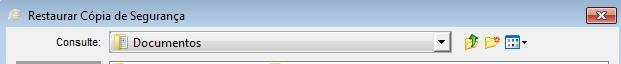 Restaurar Cópia de Segurança
Consulte: Documentos